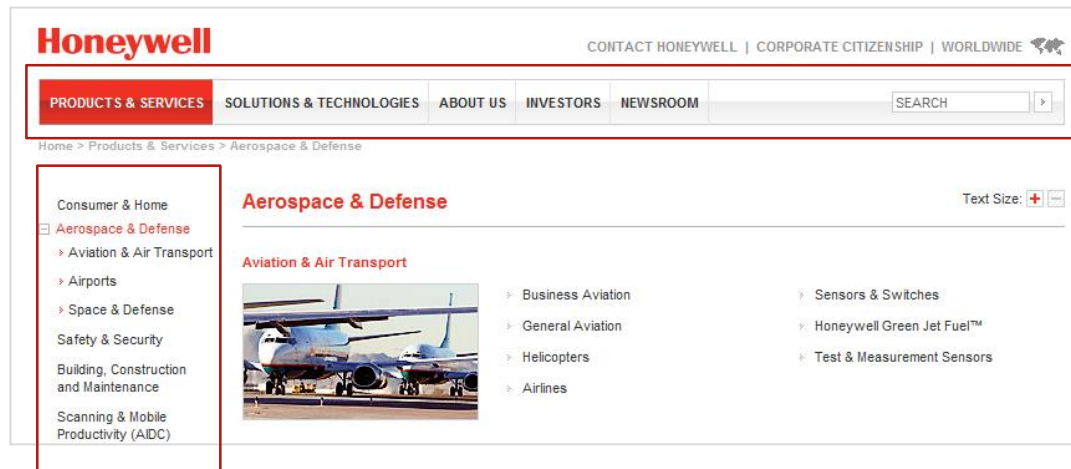 Honeywell
CONTACT HONEYWELL | CORPORATE CITIZENSHIP | WORLDWIDE
PRODUCTS & SERVICES SOLUTIONS & TECHNOLOGIES ABOUT US INVESTORS NEWSROOM SEARCH
Home > Products & Services > Aerospace & Defense
Consumer & Home
Aerospace & Defense
Aviation & Air Transport
Airports
Space & Defense
Safety & Security
Building, Construction
and Maintenance
Scanning & Mobile
Productivity (AIDC)
Aerospace & Defense
Text Size:
Aviation & Air Transport
Business Aviation
General Aviation
Helicopters
Airlines
Sensors & Switches
Honeywell Green Jet Fuel™
Test & Measurement Sensors